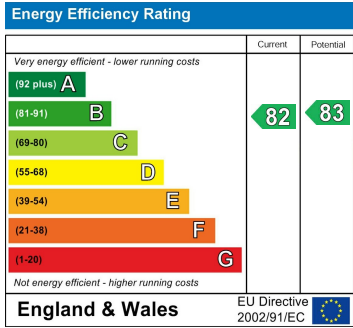 Energy Efficiency Rating
Current Potential
Very energy efficient - lower running costs
(92 plus) A
(81-91) B 82 83
(69-80) C
(55-68) D
(39-54) E
(21-38) F
(1-20) G
Not energy efficient - higher running costs
England & Wales
EU Directive
2002/91/EC